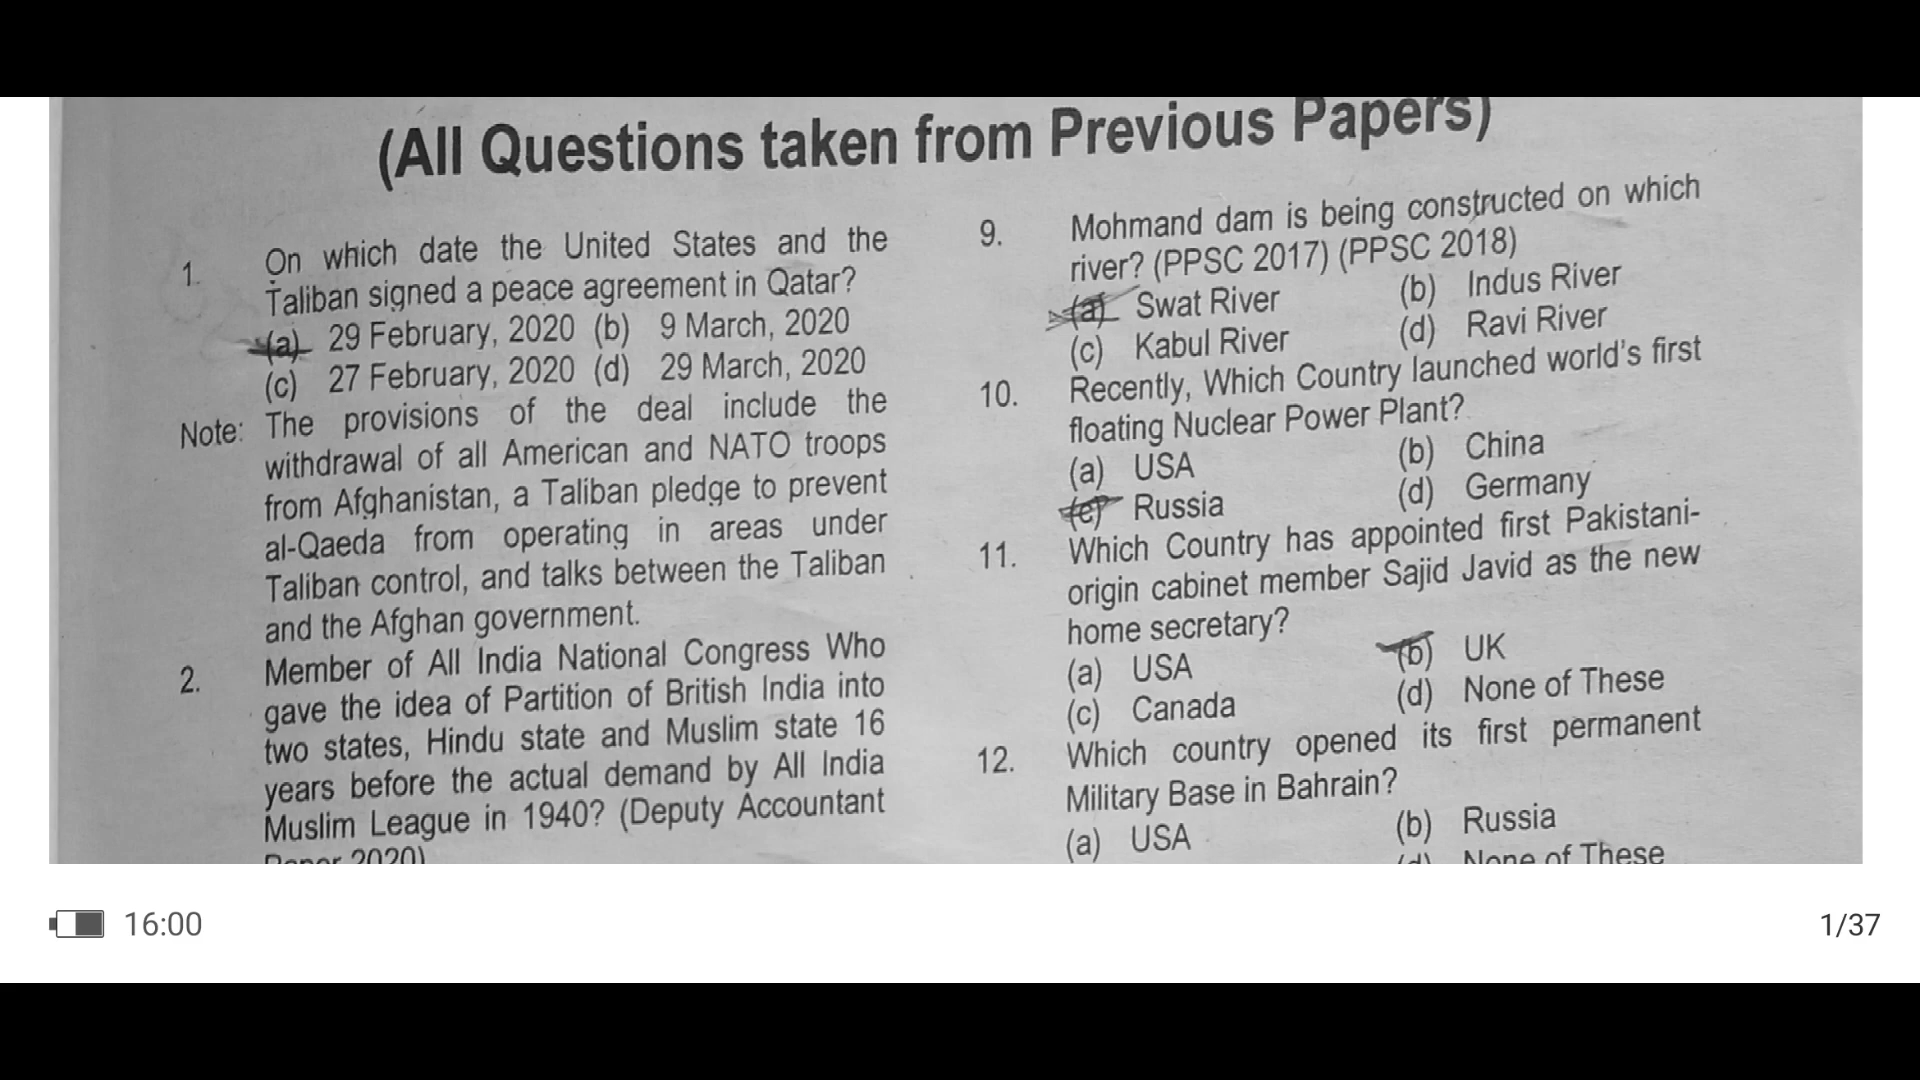 (All Questions taken from Previous Papers)
1. On which date the United States and the
Taliban signed a peace agreement in Qatar?
(a) 29 February, 2020 (b) 9 March, 2020
(c) 27 February, 2020 (d) 29 March, 2020
Note: The provisions of the deal include the
withdrawal of all American and NATO troops
from Afghanistan, a Taliban pledge to prevent
al-Qaeda from operating in areas under
Taliban control, and talks between the Taliban
and the Afghan government.
2. Member of All India National Congress Who
gave the idea of Partition of British India into
two states, Hindu state and Muslim state 16
years before the actual demand by All India
Muslim League in 1940? (Deputy Accountant
Paper 2020)
9. Mohmand dam is being constructed on which
river? (PPSC 2017) (PPSC 2018)
(a) Swat River (b) Indus River
(c) Kabul River (d) Ravi River
10. Recently, Which Country launched world's first
floating Nuclear Power Plant?
(a) USA (b) China
(c) Russia (d) Germany
11. Which Country has appointed first Pakistani-
origin cabinet member Sajid Javid as the new
home secretary?
(a) USA (b) UK
(c) Canada (d) None of These
12. Which country opened its first permanent
Military Base in Bahrain?
(a) USA (b) Russia
(d) None of These
16:00
1/37